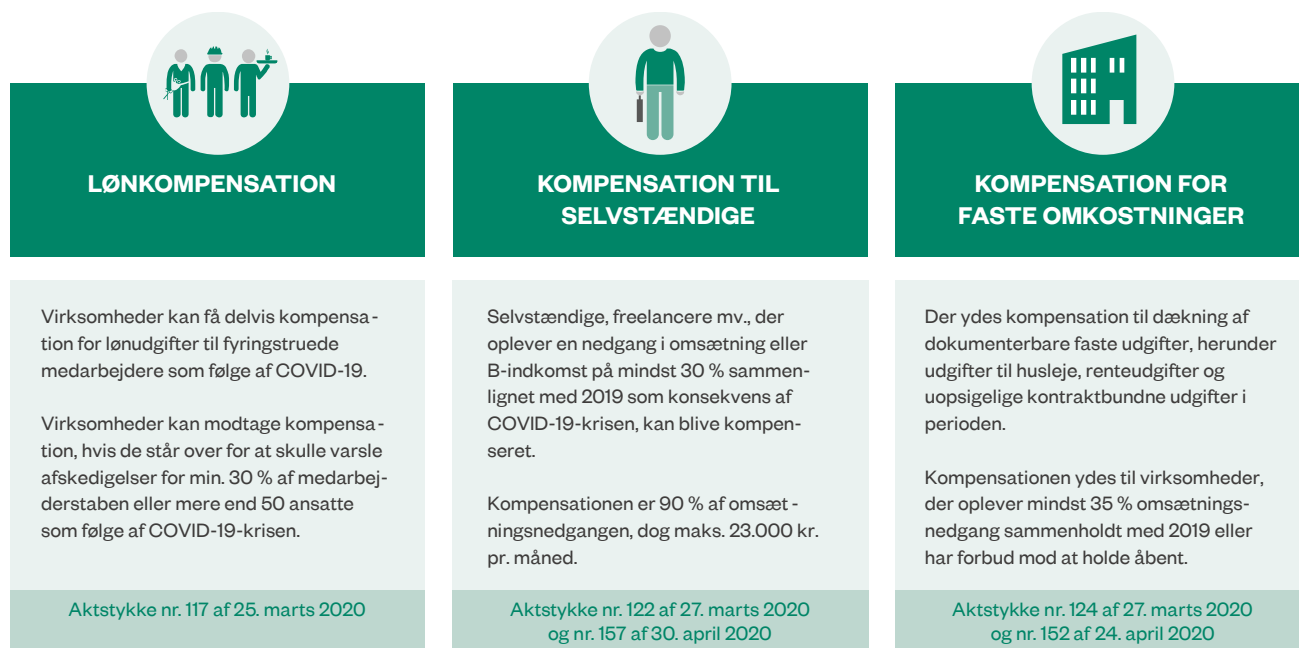 LØNKOMPENSATION
Virksomheder kan få delvis kompensa-
tion for lønudgifter til fyringstruede
medarbejdere som følge af COVID-19.
Virksomheder kan modtage kompensa-
tion, hvis de står over for at skulle varsle
afskedigelser for min. 30 % af medarbej-
derstaben eller mere end 50 ansatte
som følge af COVID-19-krisen.
Aktstykke nr. 117 af 25. marts 2020
KOMPENSATION TIL
SELVSTÆNDIGE
Selvstændige, freelancere mv., der
oplever en nedgang i omsætning eller
B-indkomst på mindst 30 % sammen-
lignet med 2019 som konsekvens af
COVID-19-krisen, kan blive kompen-
seret.
Kompensationen er 90 % af omsæt-
ningsnedgangen, dog maks. 23.000 kr.
pr. måned.
Aktstykke nr. 122 af 27. marts 2020
og nr. 157 af 30. april 2020
KOMPENSATION FOR
FASTE OMKOSTNINGER
Der ydes kompensation til dækning af
dokumenterbare faste udgifter, herunder
udgifter til husleje, renteudgifter og
uopsigelige kontraktbundne udgifter i
perioden.
Kompensationen ydes til virksomheder,
der oplever mindst 35 % omsætnings-
nedgang sammenholdt med 2019 eller
har forbud mod at holde åbent.
Aktstykke nr. 124 af 27. marts 2020
og nr. 152 af 24. april 2020